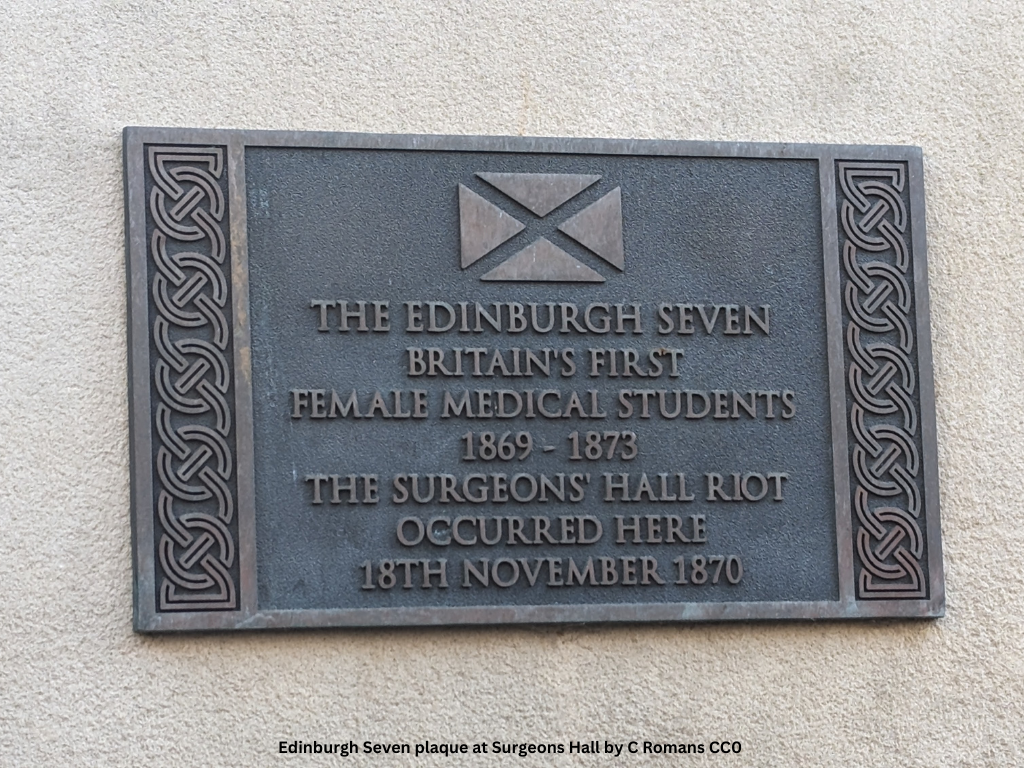 THE EDINBURGH SEVEN
BRITAIN'S FIRST
FEMALE MEDICAL STUDENTS
1869 - 1873
THE SURGEONS' HALL RIOT
OCCURRED HERE
18TH NOVEMBER 1870
Edinburgh Seven plaque at Surgeons Hall by C Romans CC0